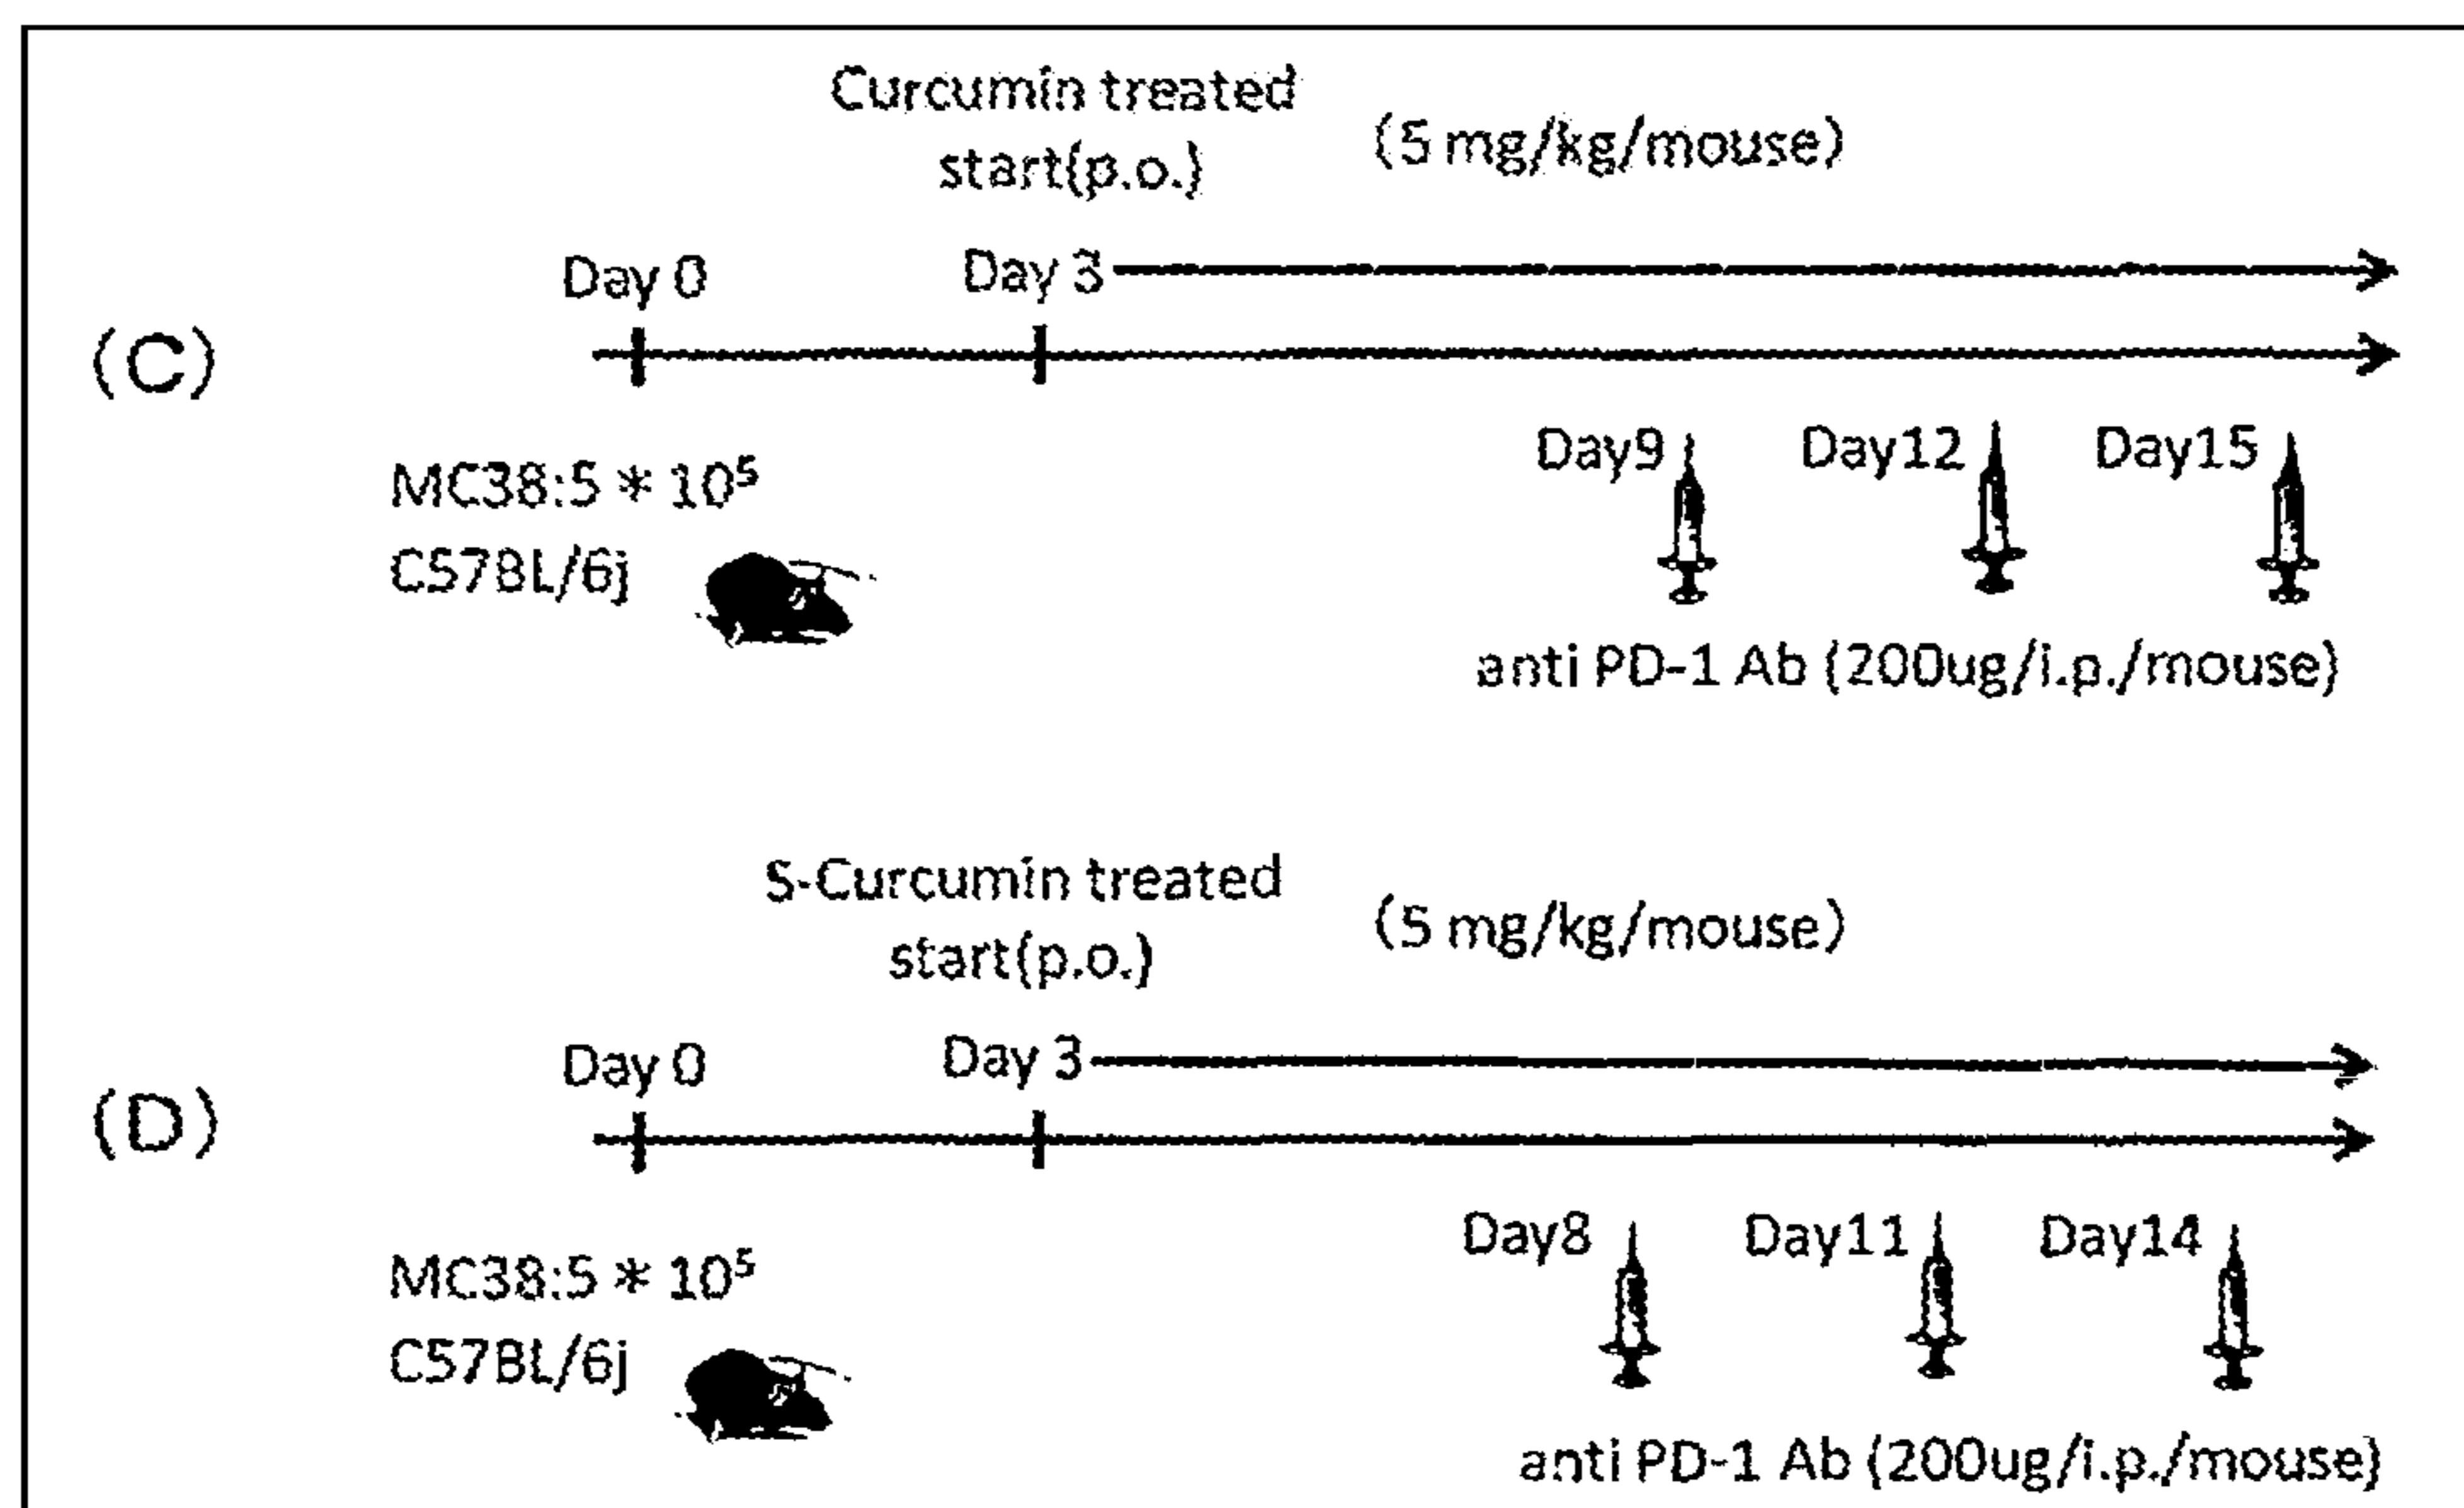 Curcumin treated
start(p.o.)
(5 mg/kg/mouse)
Day 0
Day 3
(C)
MC38:5 * 10⁵
C57BL/6j
Day9
Day12
Day15
anti PD-1 Ab (200ug/i.p./mouse)
S-Curcumin treated
start(p.o.)
(5 mg/kg/mouse)
Day 0
Day 3
(D)
MC38:5 * 10⁵
C57BL/6j
Day8
Day11
Day14
anti PD-1 Ab (200ug/i.p./mouse)